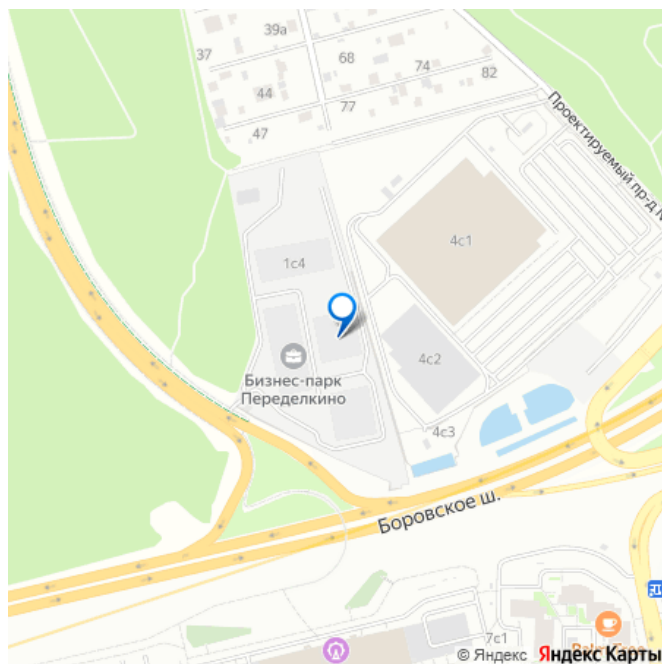 39а
37
68
74
82
44
77
47
Проектируемый пр-д
4с1
1с4
4с2
Бизнес-парк
Переделкино
4с3
Боровское ш.
7с1
© Яндекс Яндекс Карты